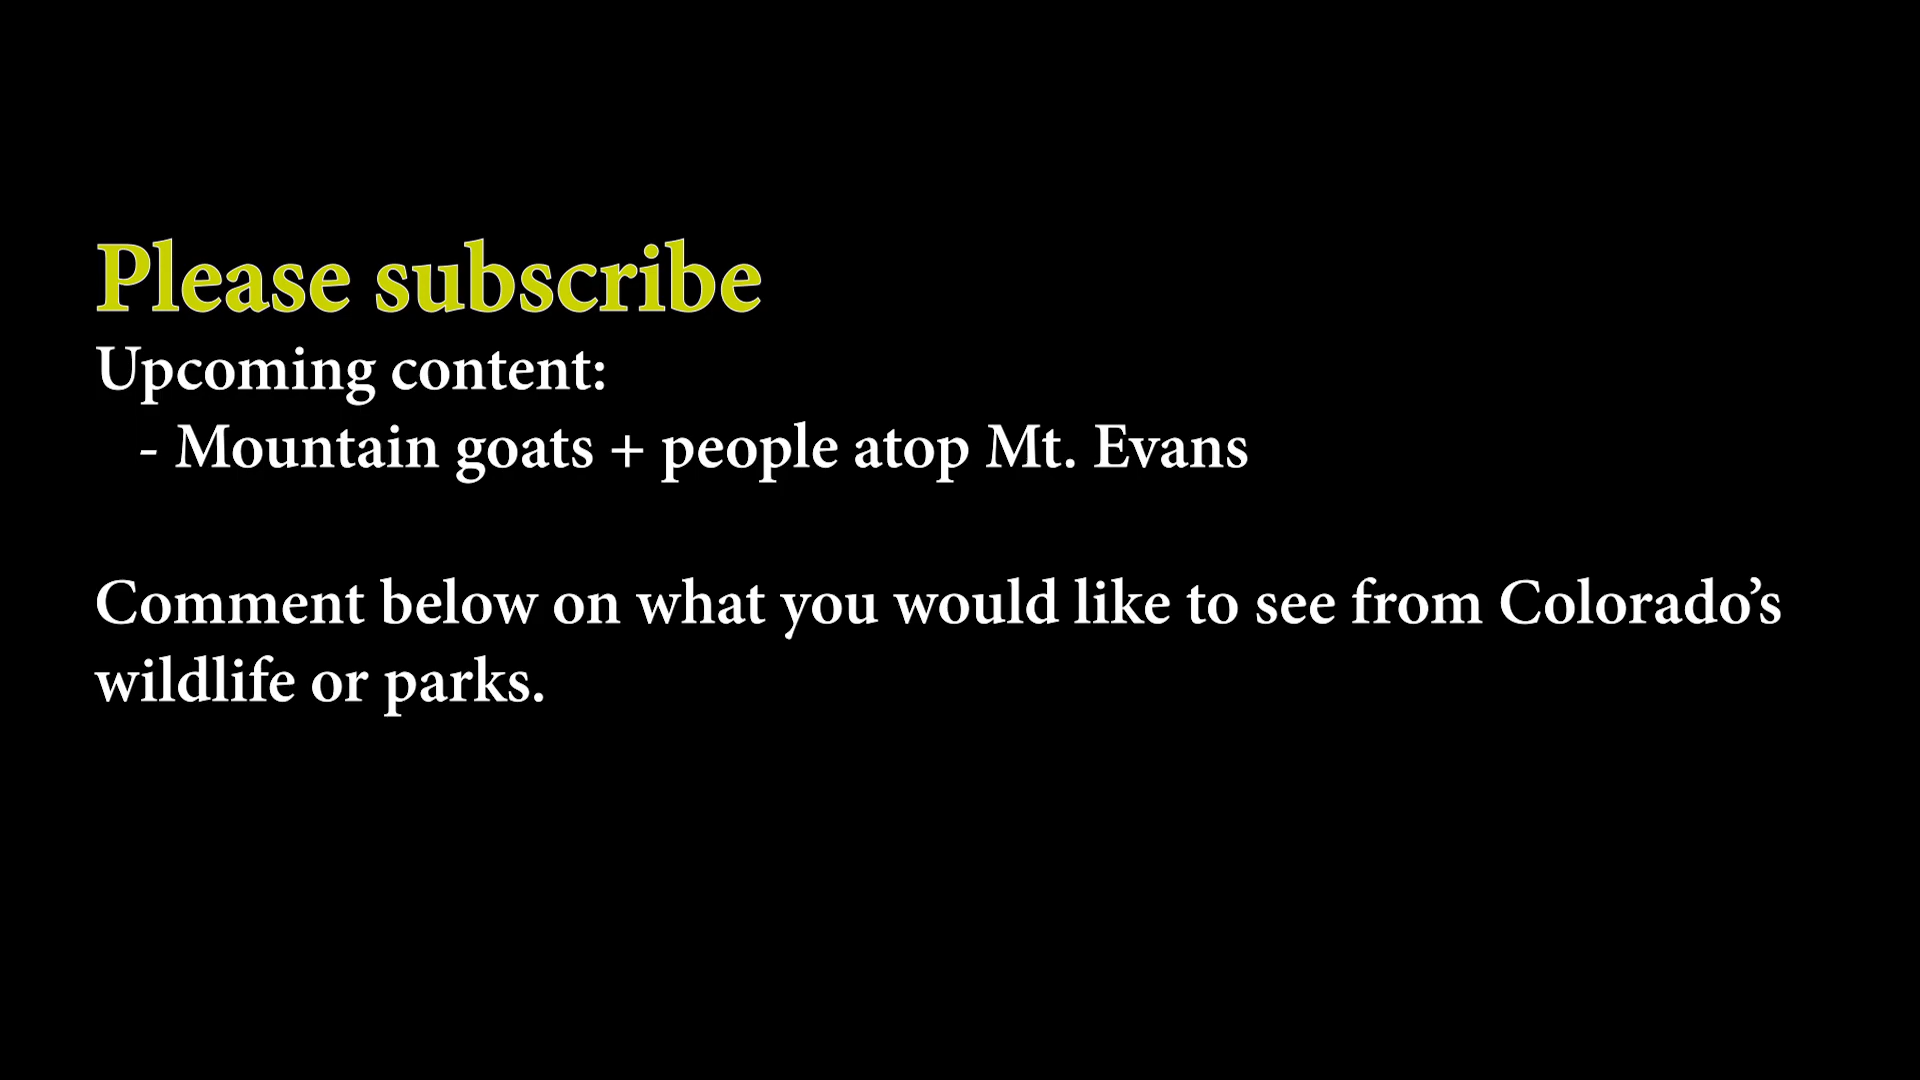 Please subscribe
Upcoming content:
- Mountain goats + people atop Mt. Evans
Comment below on what you would like to see from Colorado’s
wildlife or parks.